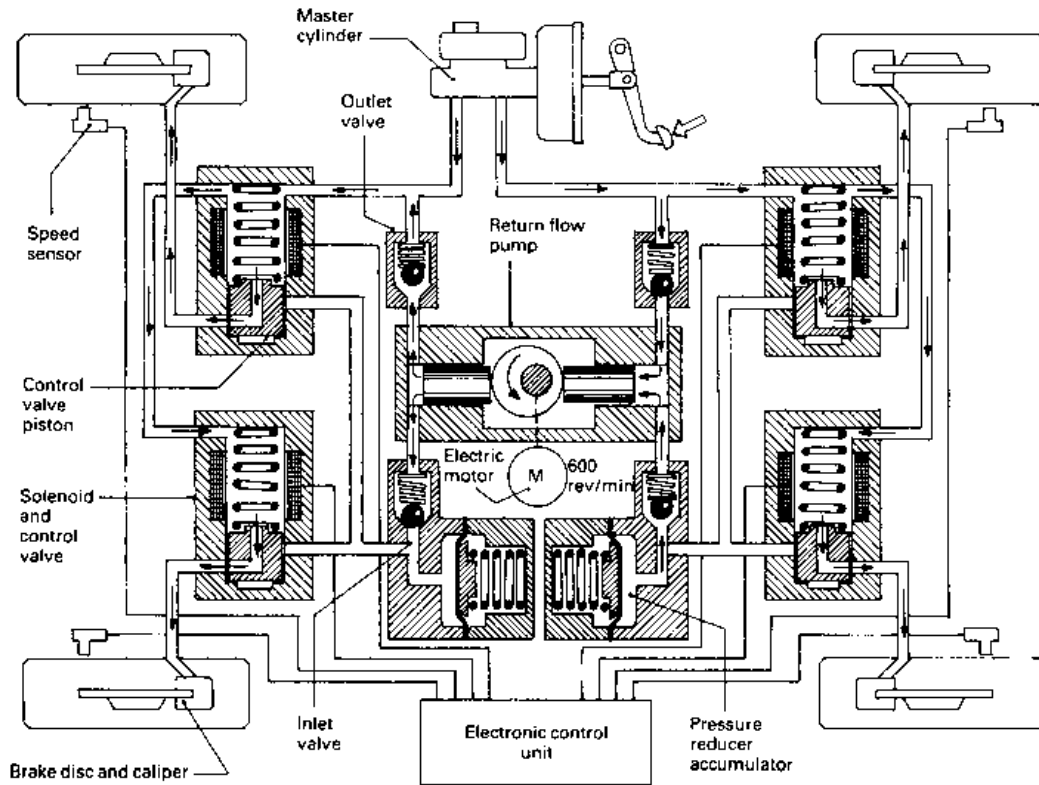 Master
cylinder
Outlet
valve
Return flow
pump
Speed
sensor
Control
valve piston
Electric
motor
M
600
rev/min
Solenoid
and
control
valve
Inlet
valve
Electronic control
unit
Pressure
reducer
accumulator
Brake disc and caliper